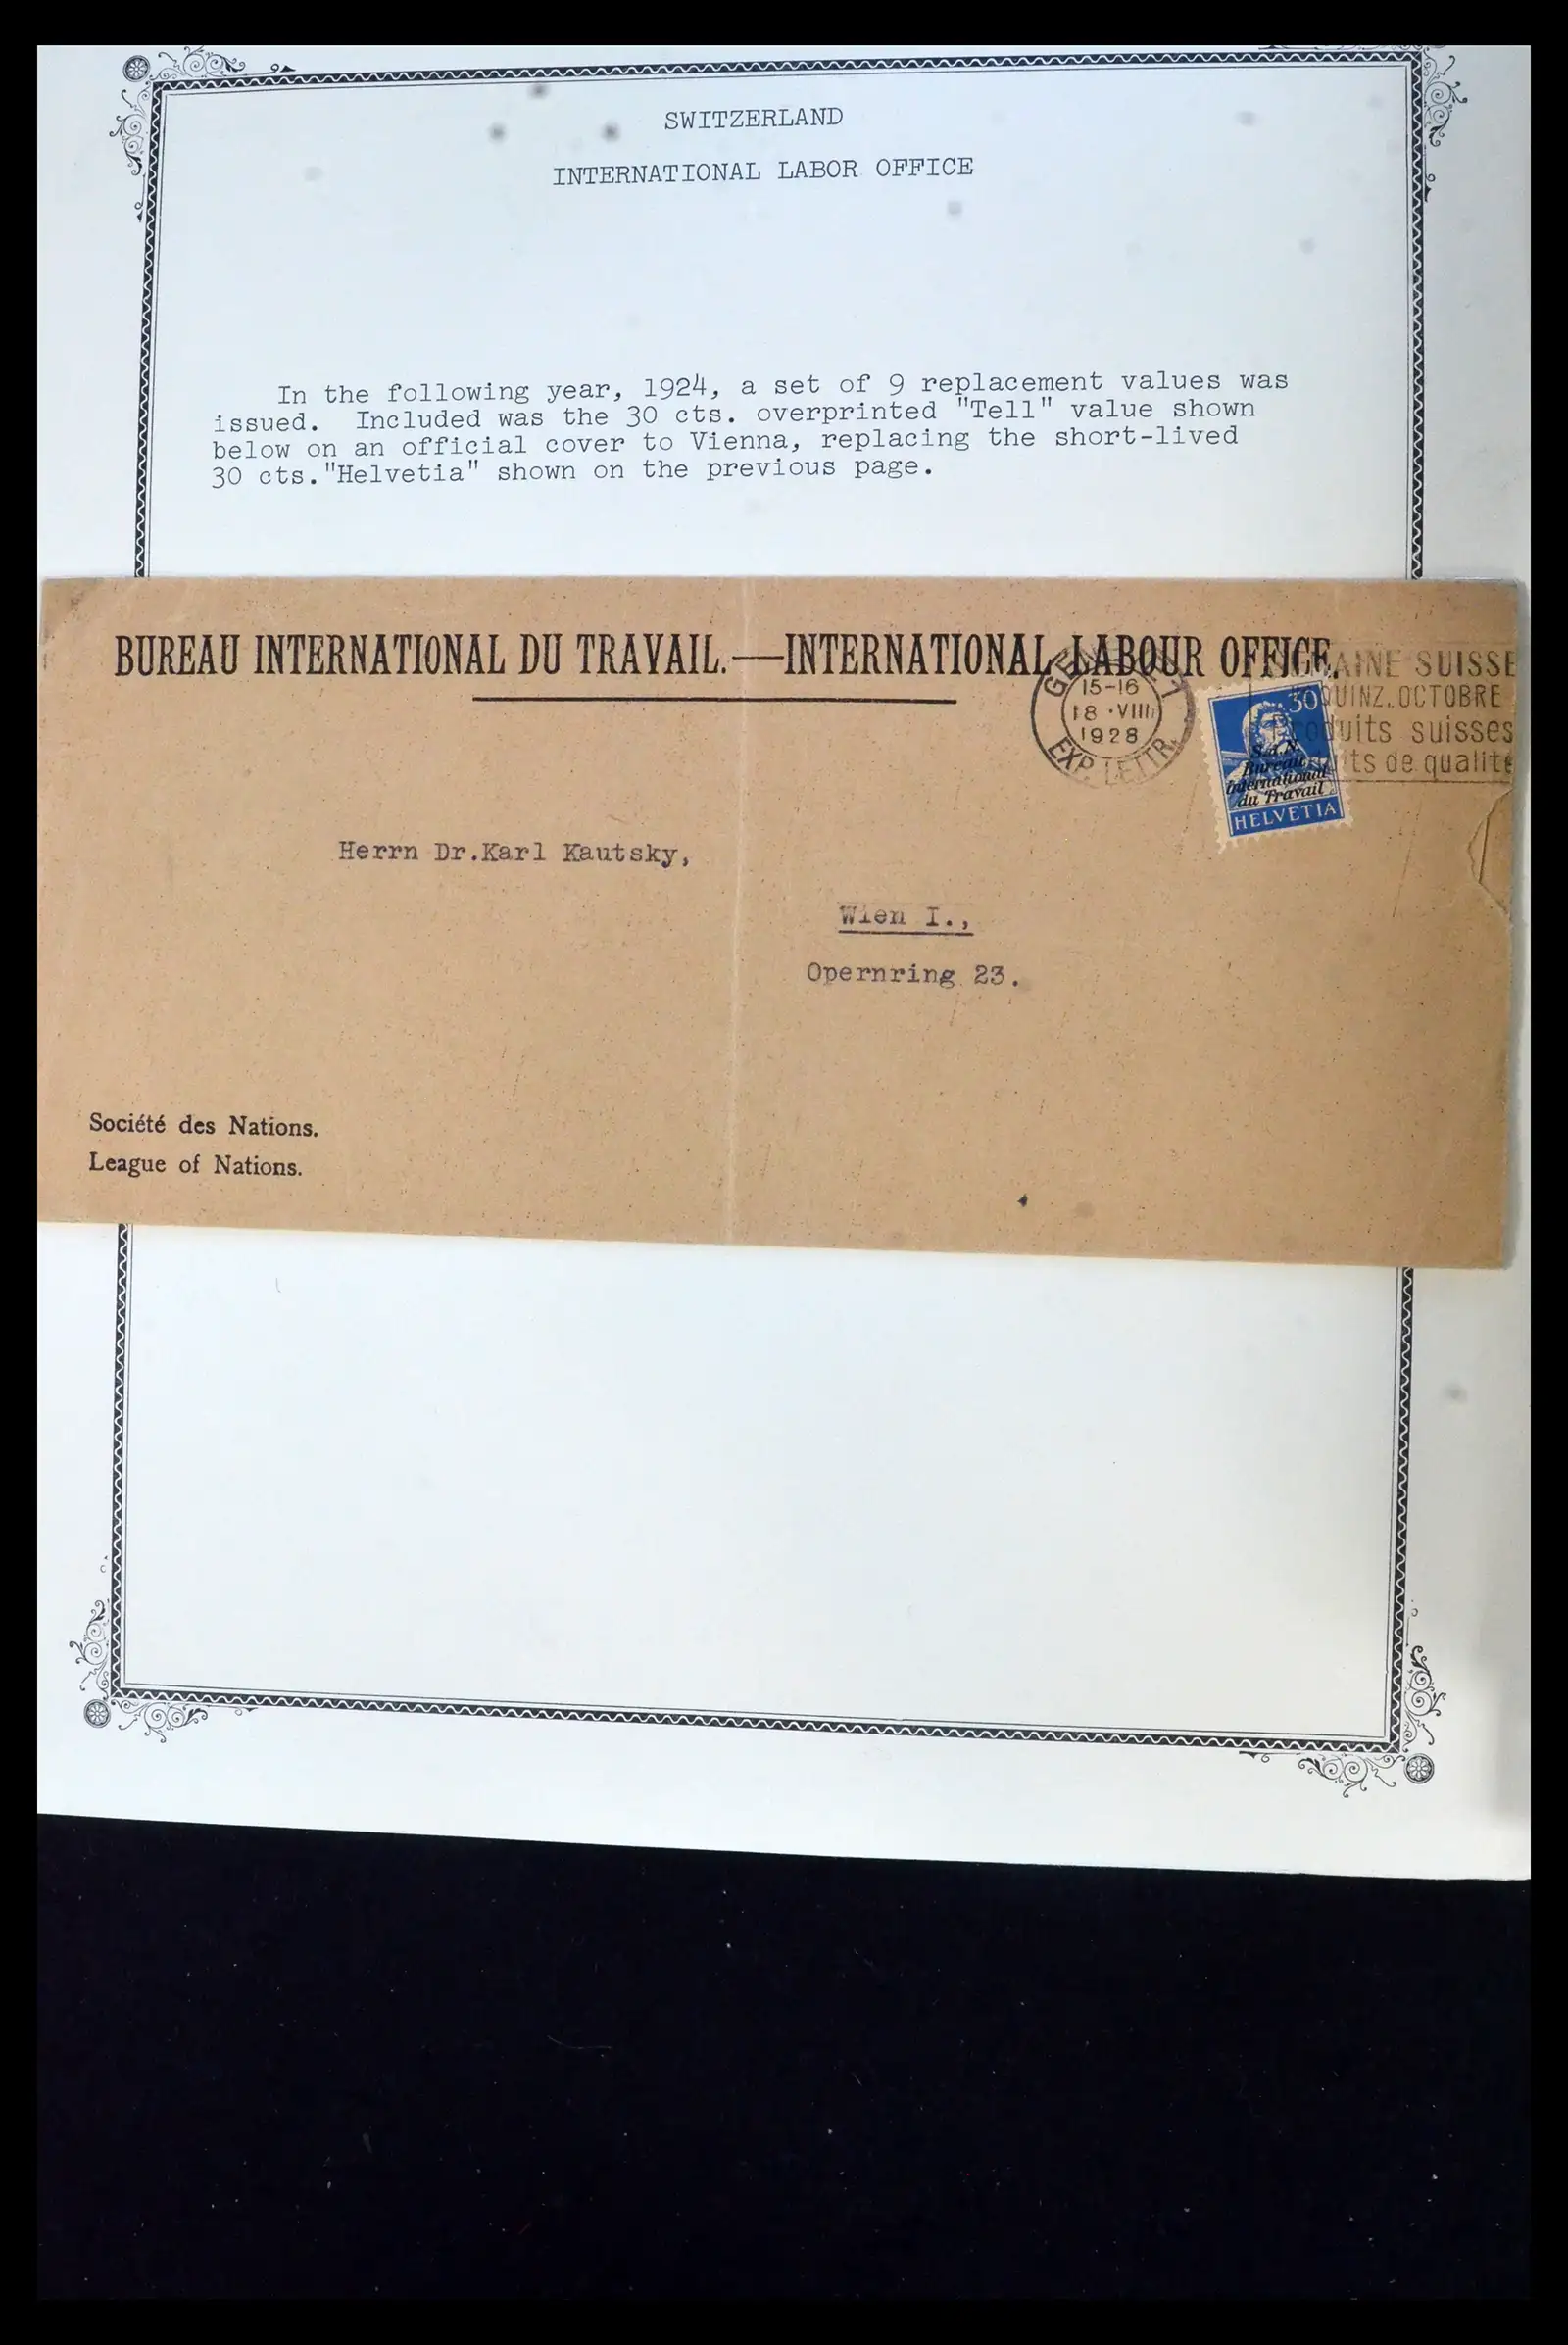 SWITZERLAND
INTERNATIONAL LABOR OFFICE
In the following year, 1924, a set of 9 replacement values was
issued. Included was the 30 cts. overprinted "Tell" value shown
below on an official cover to Vienna, replacing the short-lived
30 cts."Helvetia" shown on the previous page.
BUREAU INTERNATIONAL DU TRAVAIL.—INTERNATIONAL LABOUR OFFICE.
15-16
18 ·VIII
1928
EXP. LETTR.
30
S.d.N.
Bureau
international
du Travail
HELVETIA
SUISSE
QUINZ. OCTOBRE
suisses
de qualité
Herrn Dr.Karl Kautsky,
Wien I.,
Opernring 23.
Société des Nations.
League of Nations.